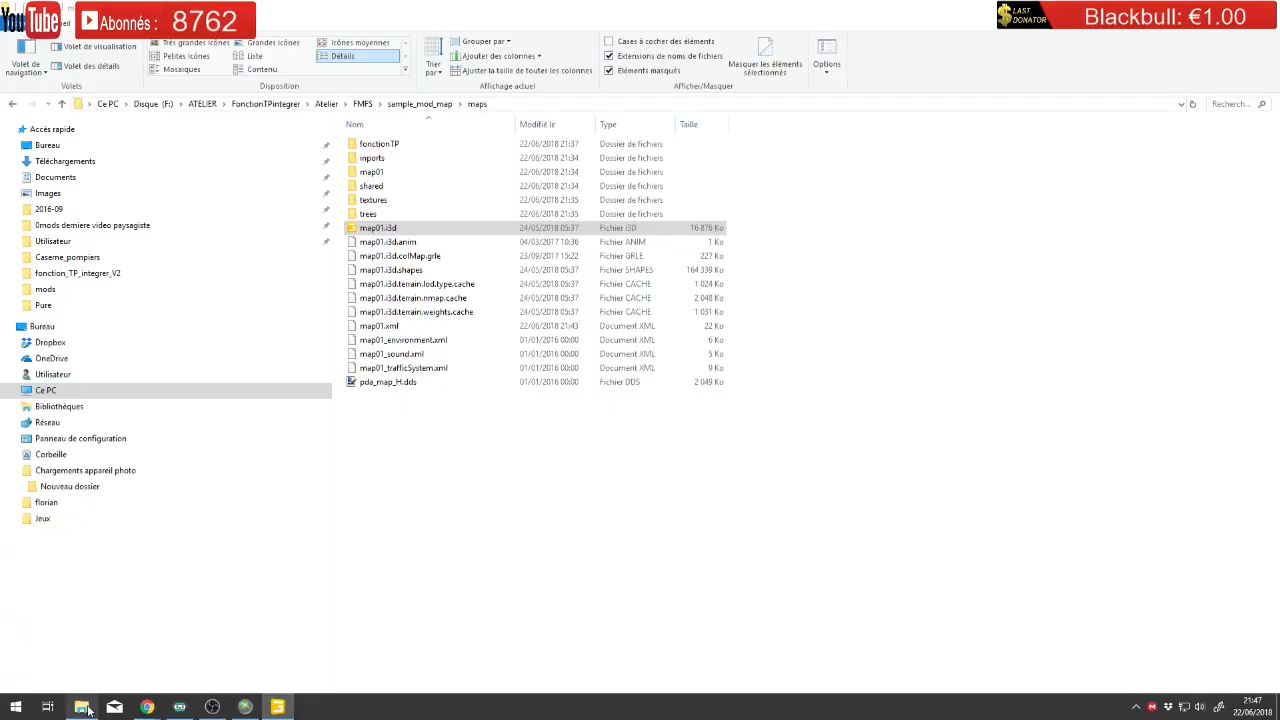 YouTube Abonnés : 8762
LAST DONATOR Blackbull: €1.00
Volet de navigation
Volet de visualisation
Volet des détails
Volets
Très grandes icônes Grandes icônes Icônes moyennes
Petites icônes Liste Détails
Mosaïques Contenu
Disposition
Trier par
Grouper par
Ajouter des colonnes
Ajuster la taille de toutes les colonnes
Affichage actuel
Cases à cocher des éléments
Extensions de noms de fichiers
Éléments masqués
Masquer les éléments sélectionnés
Afficher/Masquer
Options
Ce PC > Disque (F:) > ATELIER > FonctionTPintegrer > Atelier > FMFS > sample_mod_map > maps
Recherch...
Accès rapide
Bureau
Téléchargements
Documents
Images
2016-09
0mods derniere video paysagiste
Utilisateur
Caserne_pompiers
fonction_TP_integrer_V2
mods
Pure
Bureau
Dropbox
OneDrive
Utilisateur
Ce PC
Bibliothèques
Réseau
Panneau de configuration
Corbeille
Chargements appareil photo
Nouveau dossier
florian
Jeux
Nom Modifié le Type Taille
fonctionTP 22/06/2018 21:37 Dossier de fichiers
inports 22/06/2018 21:34 Dossier de fichiers
map01 22/06/2018 21:34 Dossier de fichiers
shared 22/06/2018 21:34 Dossier de fichiers
textures 22/06/2018 21:35 Dossier de fichiers
trees 22/06/2018 21:35 Dossier de fichiers
map01.i3d 24/05/2018 05:37 Fichier I3D 16 876 Ko
map01.i3d.anim 04/03/2017 10:36 Fichier ANIM 1 Ko
map01.i3d.colMap.grle 23/09/2017 15:22 Fichier GRLE 227 Ko
map01.i3d.shapes 24/05/2018 05:37 Fichier SHAPES 164 339 Ko
map01.i3d.terrain.lod.type.cache 24/05/2018 05:37 Fichier CACHE 1 024 Ko
map01.i3d.terrain.nmap.cache 24/05/2018 05:37 Fichier CACHE 2 048 Ko
map01.i3d.terrain.weights.cache 24/05/2018 05:37 Fichier CACHE 1 031 Ko
map01.xml 22/06/2018 21:43 Document XML 22 Ko
map01_environment.xml 01/01/2016 00:00 Document XML 6 Ko
map01_sound.xml 01/01/2016 00:00 Document XML 5 Ko
map01_trafficSystem.xml 01/01/2016 00:00 Document XML 9 Ko
pda_map_H.dds 01/01/2016 00:00 Fichier DDS 2 049 Ko
21:47
22/06/2018